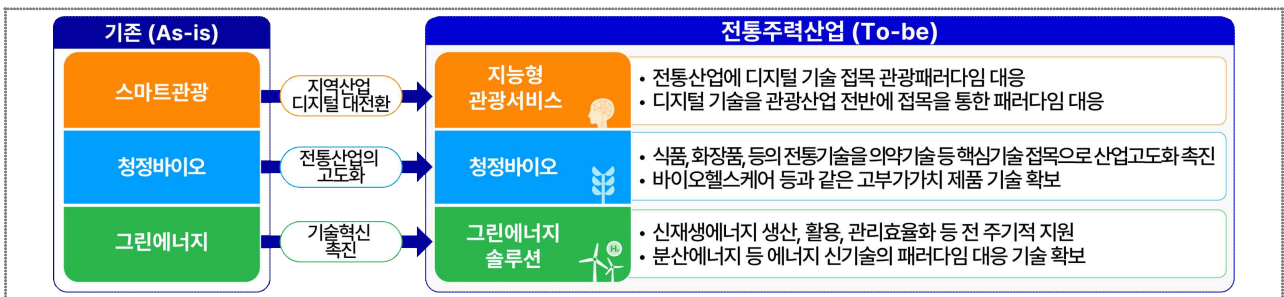 기존 (As-is)
전통주력산업 (To-be)
스마트관광
지역산업
디지털 대전환
지능형
관광서비스
• 전통산업에 디지털 기술 접목 관광패러다임 대응
• 디지털 기술을 관광산업 전반에 접목을 통한 패러다임 대응
청정바이오
전통산업의
고도화
청정바이오
• 식품, 화장품, 등의 전통기술을 의약기술 등 핵심기술 접목으로 산업고도화 촉진
• 바이오헬스케어 등과 같은 고부가가치 제품 기술 확보
그린에너지
기술혁신
촉진
그린에너지
솔루션
H₂
• 신재생에너지 생산, 활용, 관리효율화 등 전 주기적 지원
• 분산에너지 등 에너지 신기술의 패러다임 대응 기술 확보